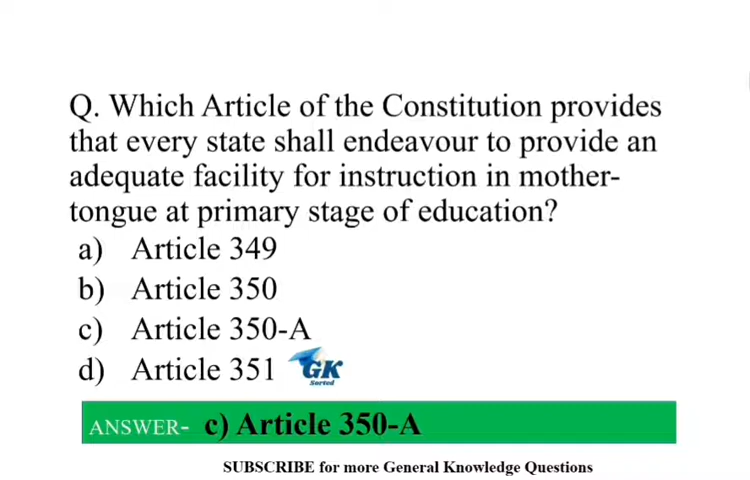 Q. Which Article of the Constitution provides
that every state shall endeavour to provide an
adequate facility for instruction in mother-
tongue at primary stage of education?
a) Article 349
b) Article 350
c) Article 350-A
d) Article 351
GK
Sorted
ANSWER- c) Article 350-A
SUBSCRIBE for more General Knowledge Questions